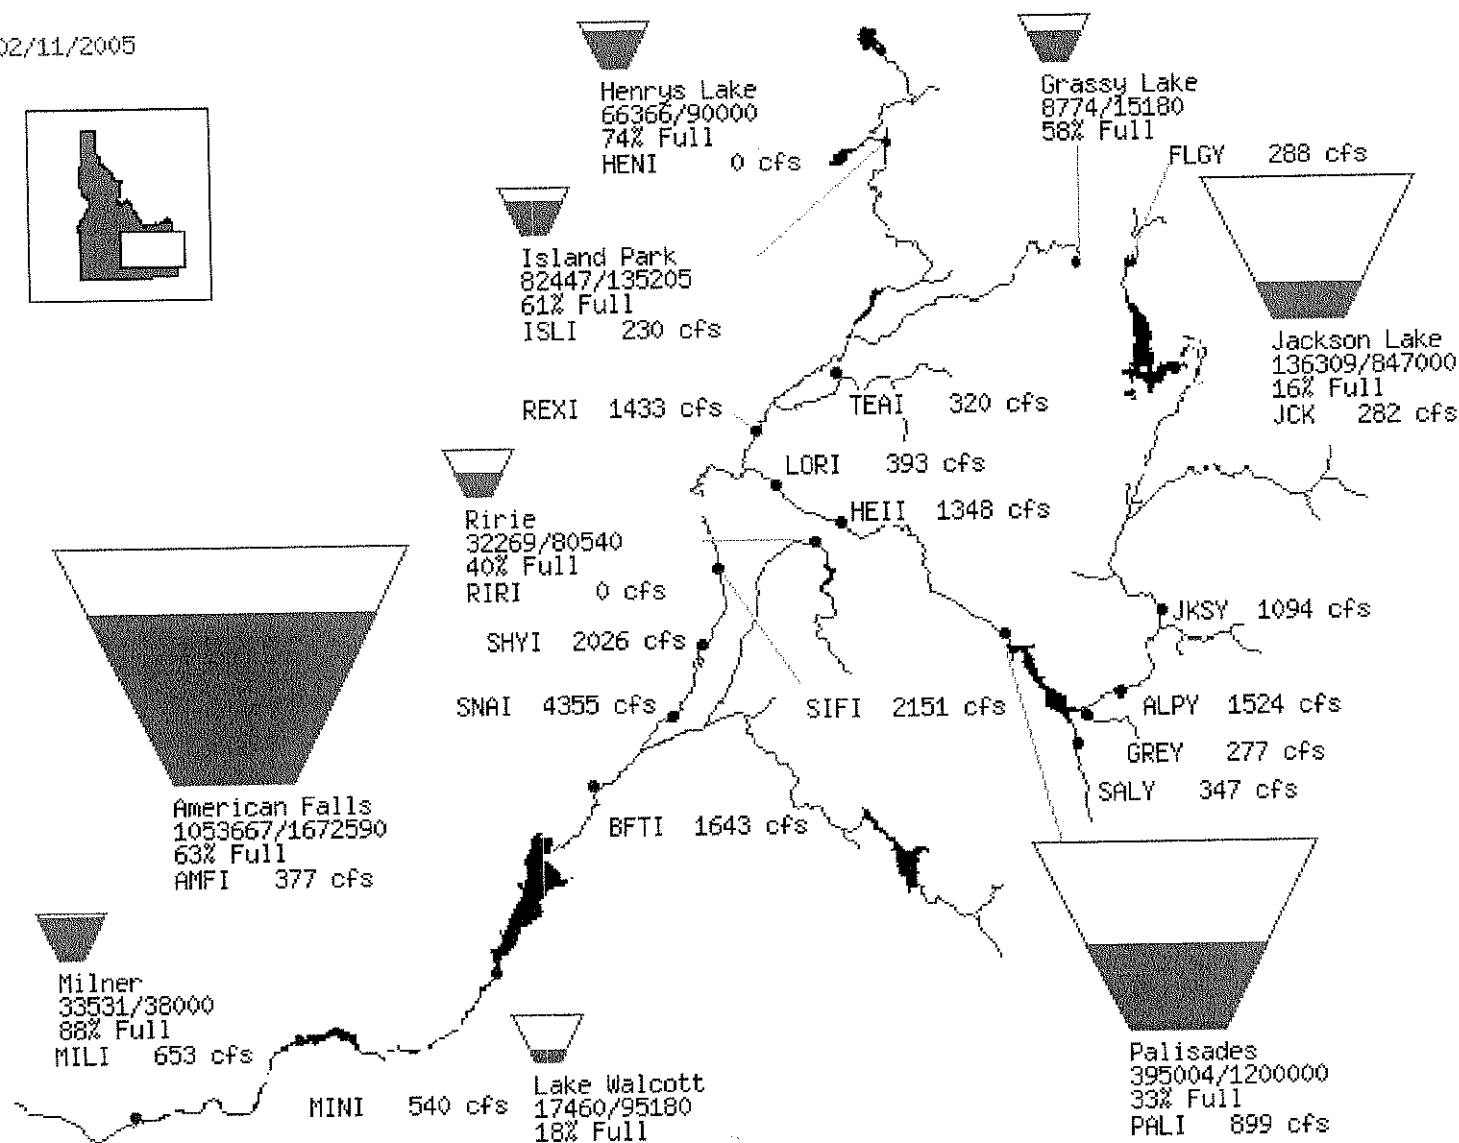 02/11/2005
Henrys Lake
66366/90000
74% Full
HENI 0 cfs
Grassy Lake
8774/15180
58% Full
FLGY 288 cfs
Island Park
82447/135205
61% Full
ISLI 230 cfs
Jackson Lake
136309/847000
16% Full
JCK 282 cfs
REXI 1433 cfs
TEAI 320 cfs
LORI 393 cfs
HEII 1348 cfs
Ririe
32269/80540
40% Full
RIRI 0 cfs
JKSY 1094 cfs
SHYI 2026 cfs
SNAI 4355 cfs
SIFI 2151 cfs
ALPY 1524 cfs
GREY 277 cfs
SALY 347 cfs
American Falls
1053667/1672590
63% Full
AMFI 377 cfs
BFTI 1643 cfs
Milner
33531/38000
88% Full
MILI 653 cfs
MINI 540 cfs
Lake Walcott
17460/95180
18% Full
Palisades
395004/1200000
33% Full
PALI 899 cfs